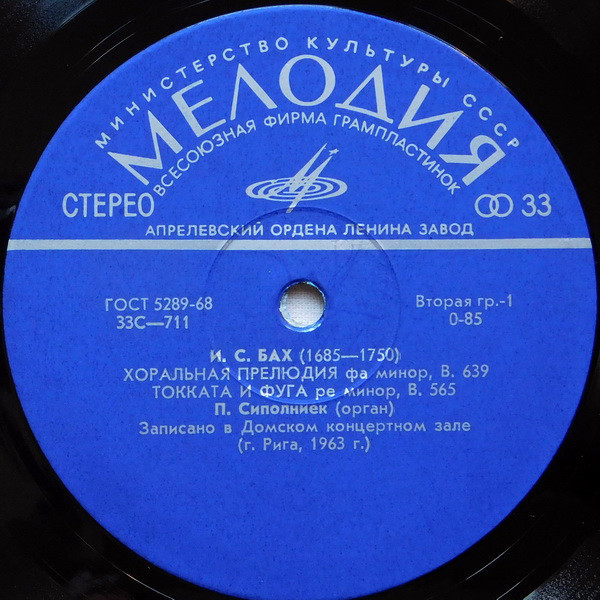 МИНИСТЕРСТВО КУЛЬТУРЫ СССР
МЕЛОДИЯ
ВСЕСОЮЗНАЯ ФИРМА ГРАМПЛАСТИНОК
СТЕРЕО
33
АПРЕЛЕВСКИЙ ОРДЕНА ЛЕНИНА ЗАВОД
ГОСТ 5289-68
Вторая гр.-1
33С—711
0-85
И. С. БАХ (1685—1750)
ХОРАЛЬНАЯ ПРЕЛЮДИЯ фа минор, В. 639
ТОККАТА И ФУГА ре минор, В. 565
П. Сиполниек (орган)
Записано в Домском концертном зале
(г. Рига, 1963 г.)